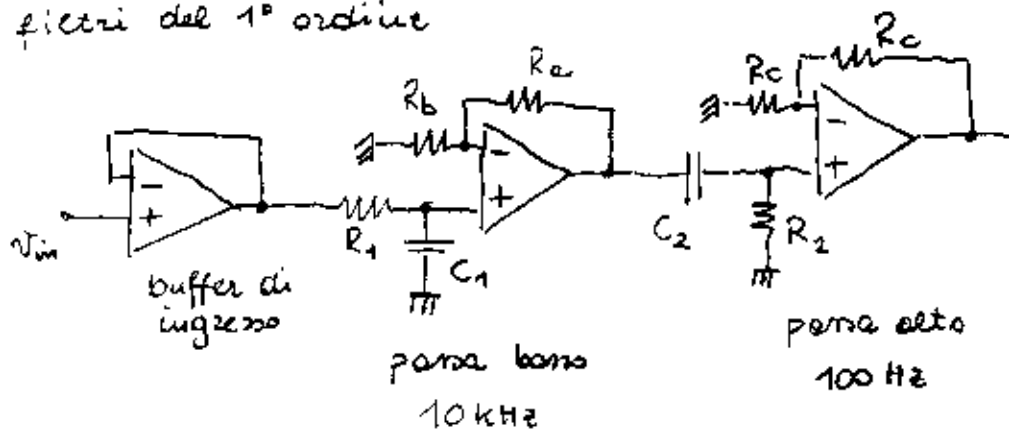 filtri del 1° ordine
Ra
Rb
Rc
Rc
-
+
-
+
-
+
Vin
R1
C1
C2
R2
buffer di
ingresso
passa basso
10 kHz
passa alto
100 Hz